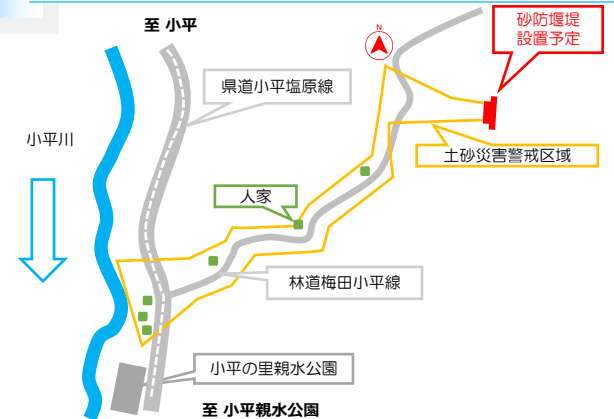 至 小平
N
砂防堰堤
設置予定
県道小平塩原線
小平川
土砂災害警戒区域
人家
林道梅田小平線
小平の里親水公園
至 小平親水公園